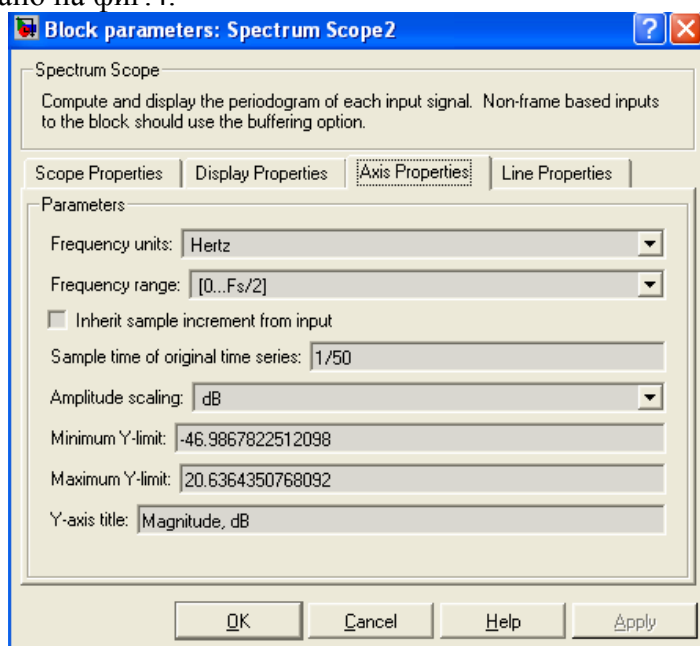 но на фиг.4.
Block parameters: Spectrum Scope2
Spectrum Scope
Compute and display the periodogram of each input signal. Non-frame based inputs
to the block should use the buffering option.
Scope Properties Display Properties Axis Properties Line Properties
Parameters
Frequency units: Hertz
Frequency range: [0...Fs/2]
Inherit sample increment from input
Sample time of original time series: 1/50
Amplitude scaling: dB
Minimum Y-limit: -46.9867822512098
Maximum Y-limit: 20.6364350768092
Y-axis title: Magnitude, dB
OK Cancel Help Apply